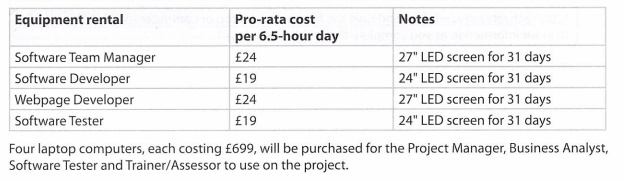 Equipment rental Pro-rata cost Notes
per 6.5-hour day
Software Team Manager £24 27" LED screen for 31 days
Software Developer £19 24" LED screen for 31 days
Webpage Developer £24 27" LED screen for 31 days
Software Tester £19 24" LED screen for 31 days
Four laptop computers, each costing £699, will be purchased for the Project Manager, Business Analyst,
Software Tester and Trainer/Assessor to use on the project.